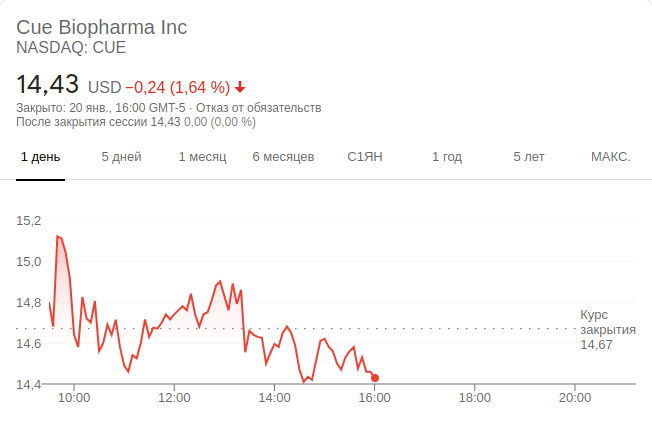 Cue Biopharma Inc
NASDAQ: CUE
14,43 USD −0,24 (1,64 %)
Закрыто: 20 янв., 16:00 GMT-5 · Отказ от обязательств
После закрытия сессии 14,43 0,00 (0,00 %)
1 день 5 дней 1 месяц 6 месяцев С1ЯН 1 год 5 лет МАКС.
15,2
15,0
14,8
Курс
закрытия
14,67
14,6
14,4
10:00 12:00 14:00 16:00 18:00 20:00